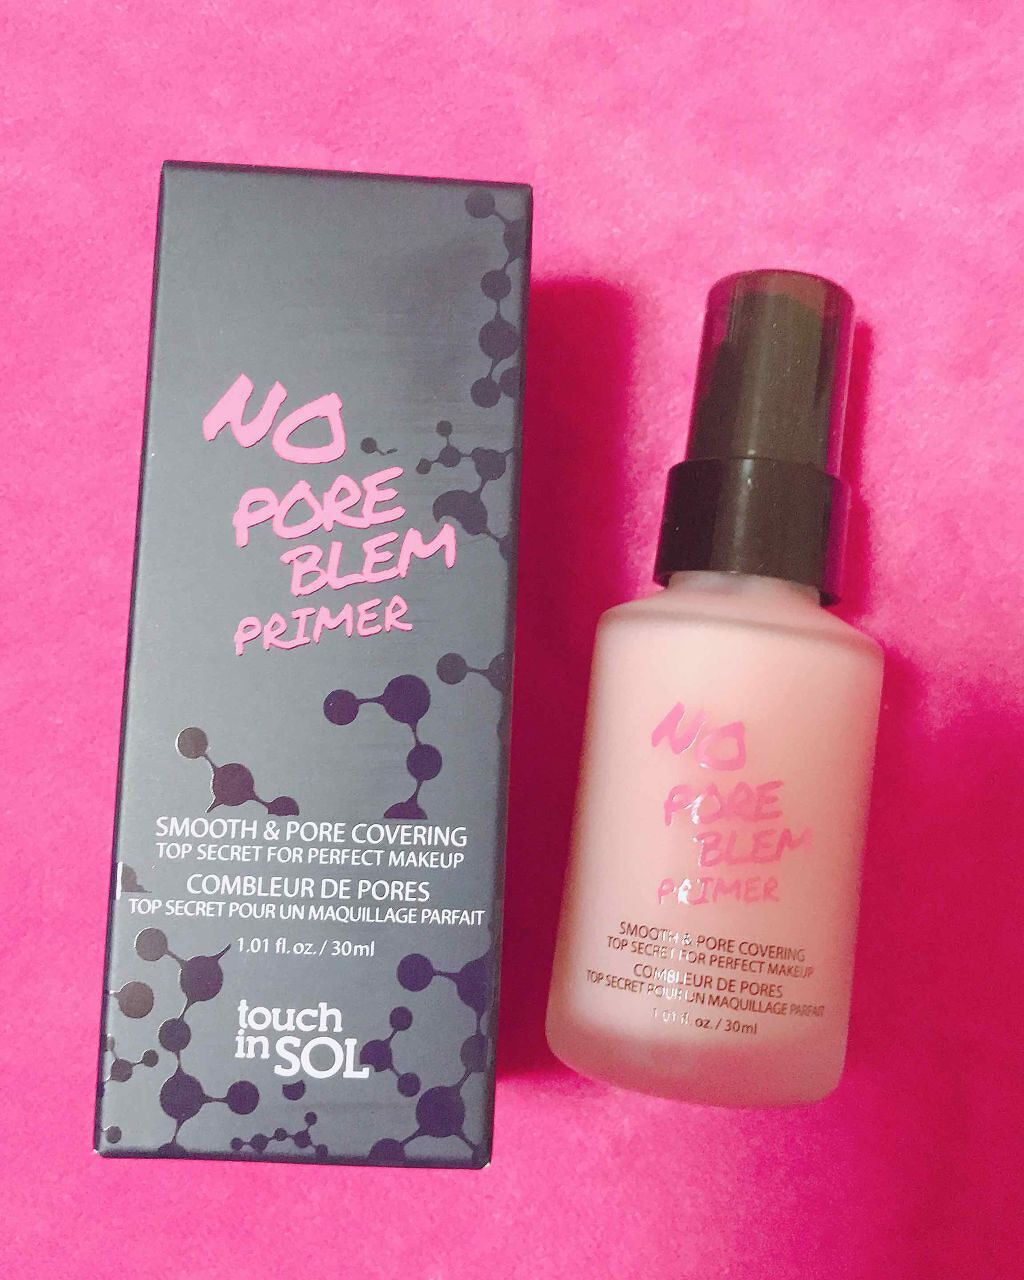 NO
PORE
BLEM
PRIMER
SMOOTH & PORE COVERING
TOP SECRET FOR PERFECT MAKEUP
COMBLEUR DE PORES
TOP SECRET POUR UN MAQUILLAGE PARFAIT
1.01 fl. oz. / 30ml
touch
in SOL
NO
PORE
BLEM
PRIMER
SMOOTH & PORE COVERING
TOP SECRET FOR PERFECT MAKEUP
COMBLEUR DE PORES
TOP SECRET POUR UN MAQUILLAGE PARFAIT
1.01 fl. oz. / 30ml